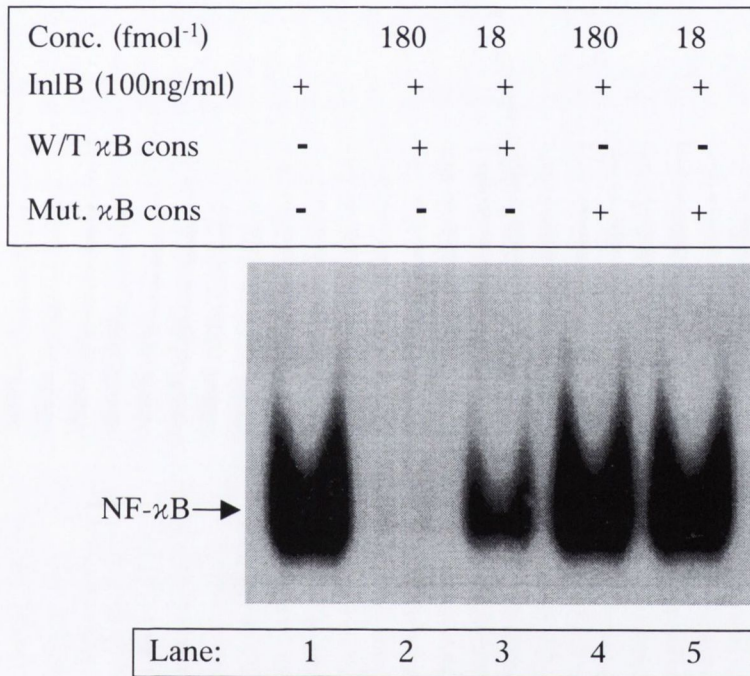 Conc. (fmol⁻¹) 180 18 180 18
InlB (100ng/ml) + + + + +
W/T ϰB cons - + + - -
Mut. ϰB cons - - - + +
NF-ϰB
Lane: 1 2 3 4 5